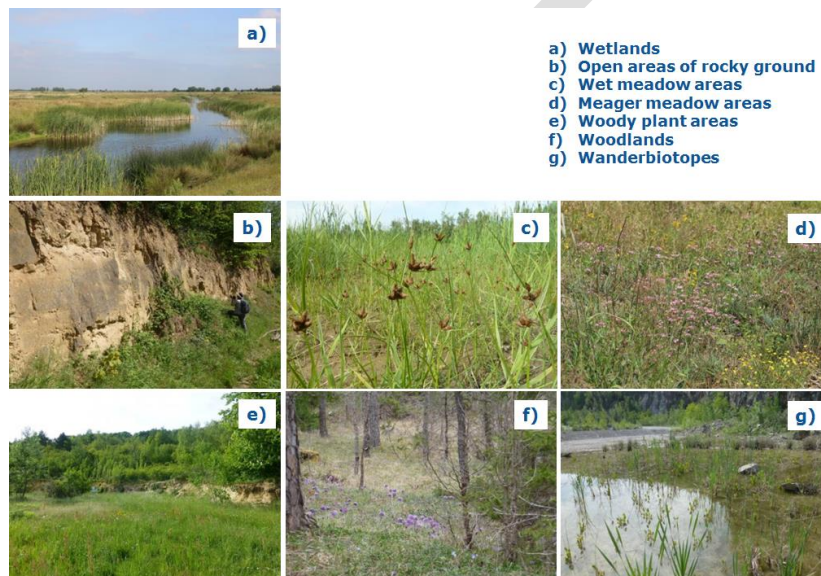 a)
a) Wetlands
b) Open areas of rocky ground
c) Wet meadow areas
d) Meager meadow areas
e) Woody plant areas
f) Woodlands
g) Wanderbiotopes
b)
c)
d)
e)
f)
g)